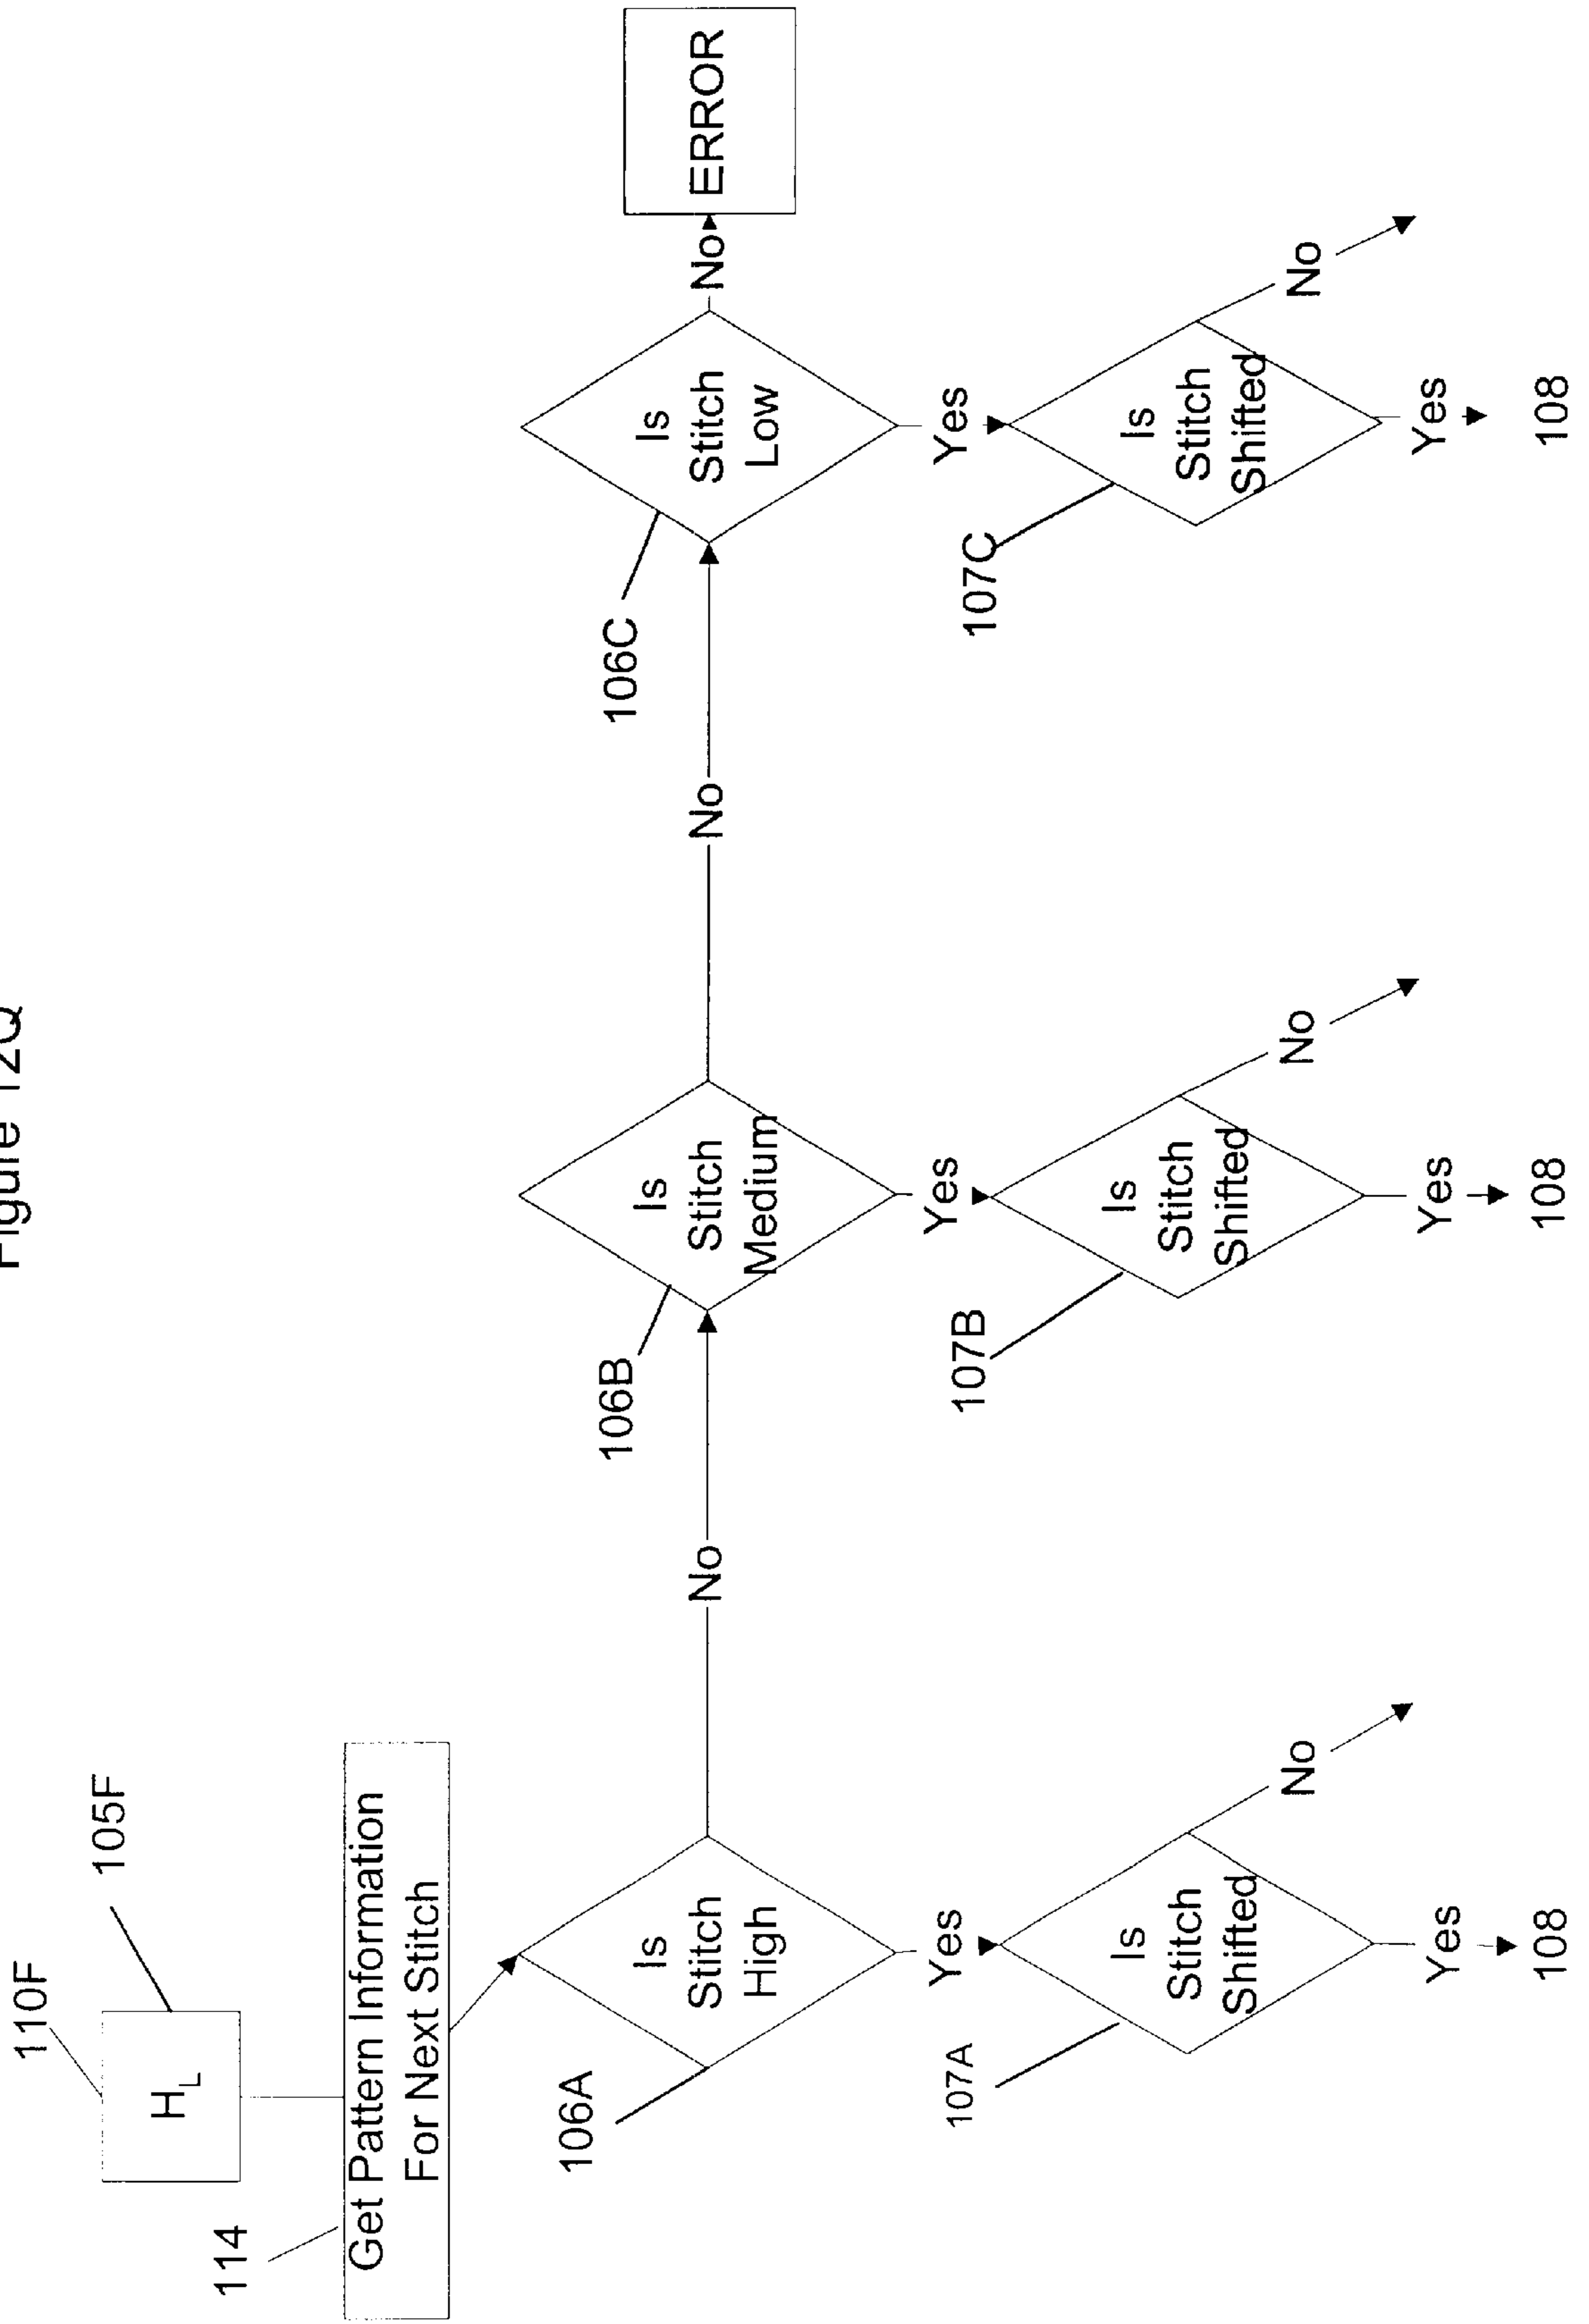 Figure 12Q
110F
105F
H_L
114
Get Pattern Information
For Next Stitch
106A
Is
Stitch
High
No
106B
Is
Stitch
Medium
No
106C
Is
Stitch
Low
No
ERROR
Yes
107A
Is
Stitch
Shifted
No
Yes
108
Yes
107B
Is
Stitch
Shifted
No
Yes
108
Yes
107C
Is
Stitch
Shifted
No
Yes
108